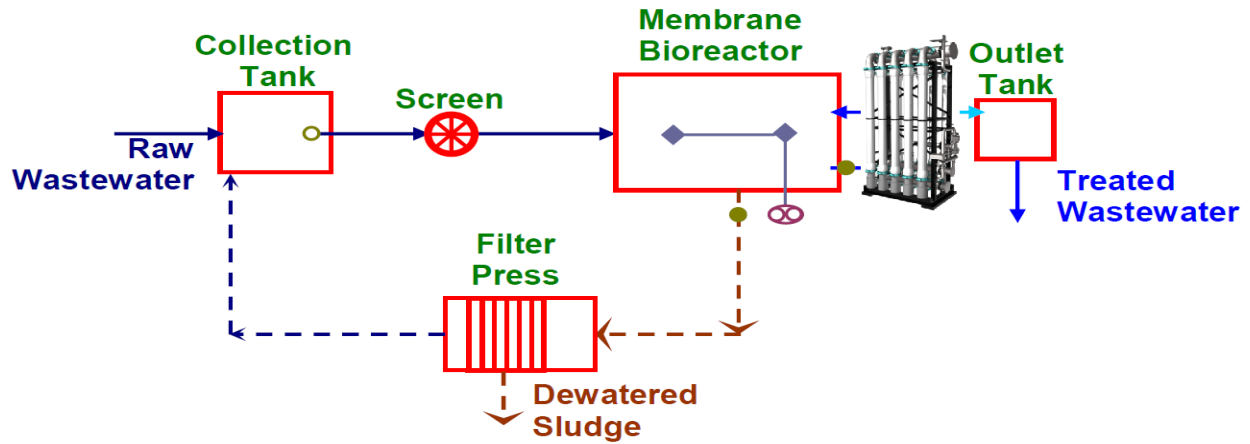 Collection
Tank
Screen
Membrane
Bioreactor
Outlet
Tank
Raw
Wastewater
Treated
Wastewater
Filter
Press
Dewatered
Sludge